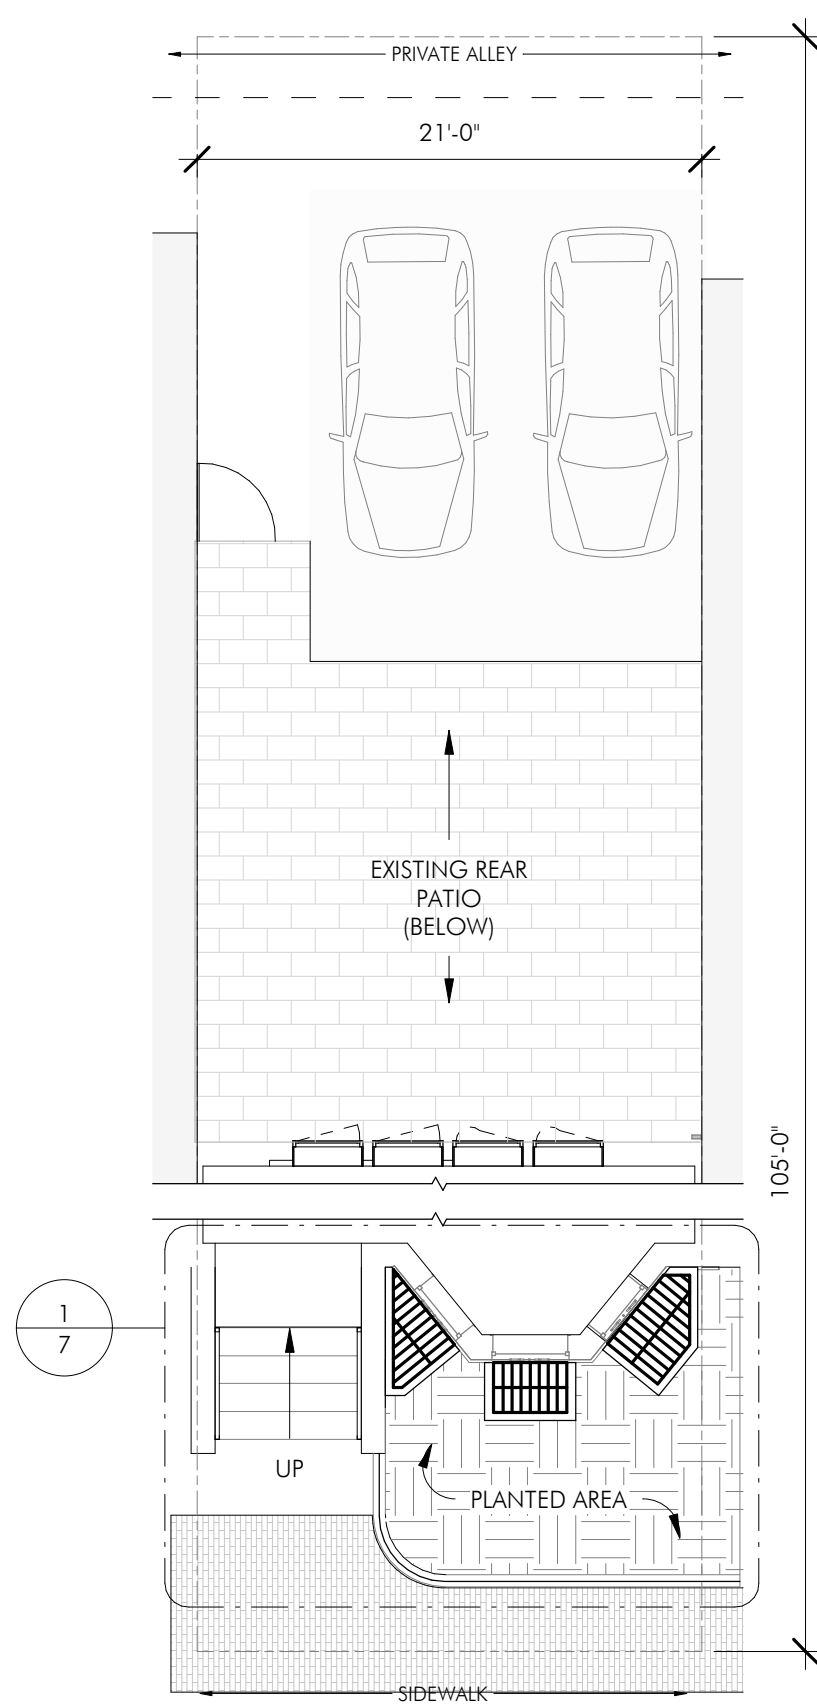 PRIVATE ALLEY
21'-0"
EXISTING REAR
PATIO
(BELOW)
105'-0"
1
7
UP
PLANTED AREA
SIDEWALK